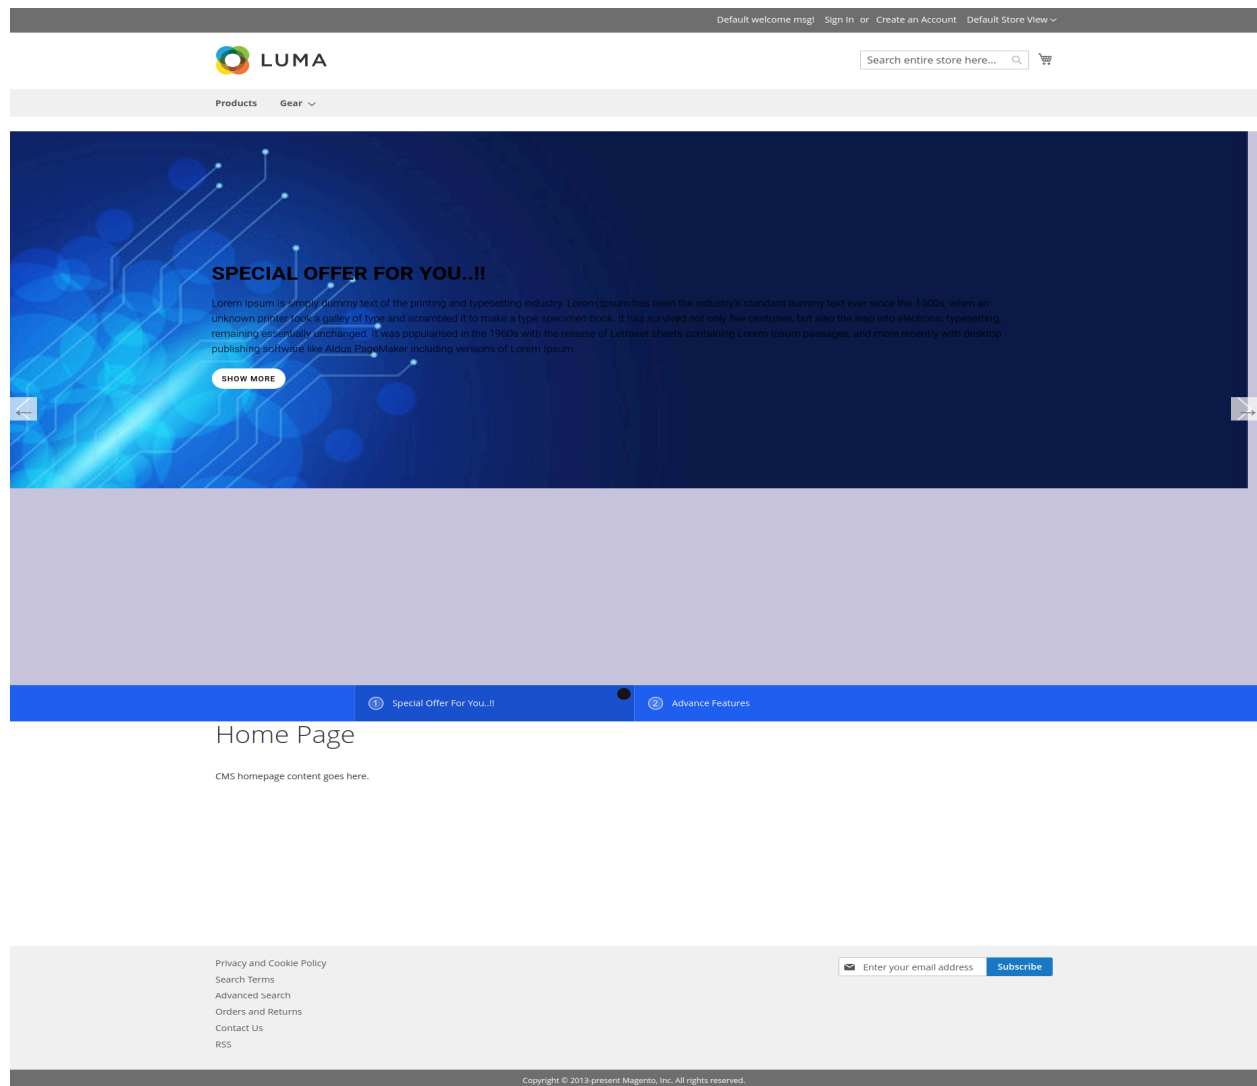 Default welcome msg! Sign In or Create an Account Default Store View
LUMA
Search entire store here...
Products Gear
SPECIAL OFFER FOR YOU..!!
Lorem Ipsum is simply dummy text of the printing and typesetting industry. Lorem Ipsum has been the industry's standard dummy text ever since the 1500s, when an
unknown printer took a galley of type and scrambled it to make a type specimen book. It has survived not only five centuries, but also the leap into electronic typesetting,
remaining essentially unchanged. It was popularised in the 1960s with the release of Letraset sheets containing Lorem Ipsum passages, and more recently with desktop
publishing software like Aldus PageMaker including versions of Lorem Ipsum.
SHOW MORE
1 Special Offer For You..!! 2 Advance Features
Home Page
CMS homepage content goes here.
Privacy and Cookie Policy
Search Terms
Advanced Search
Orders and Returns
Contact Us
RSS
Enter your email address Subscribe
Copyright © 2013-present Magento, Inc. All rights reserved.